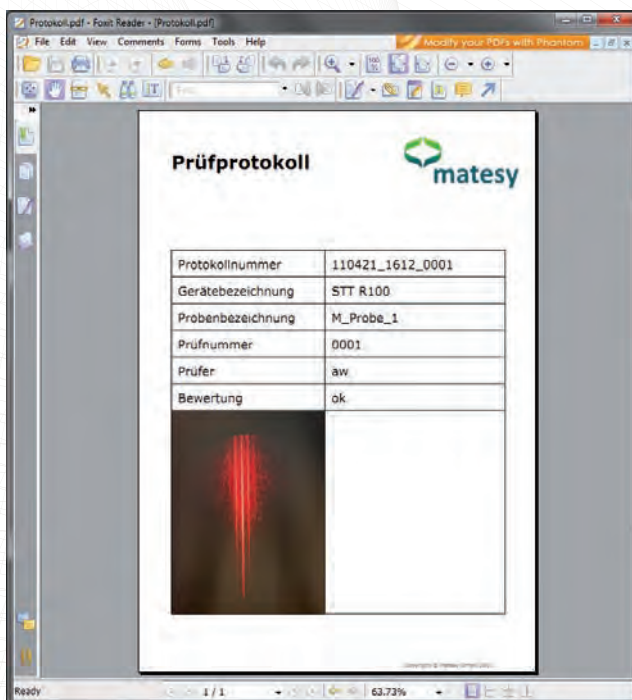 Protokoll.pdf - Foxit Reader - [Protokoll.pdf]
File Edit View Comments Forms Tools Help
Modify your PDFs with Phantom
Prüfprotokoll
matesy
Protokollnummer 110421_1612_0001
Gerätebezeichnung STT R100
Probenbezeichnung M_Probe_1
Prüfnummer 0001
Prüfer aw
Bewertung ok
Ready 1 / 1 63.73%